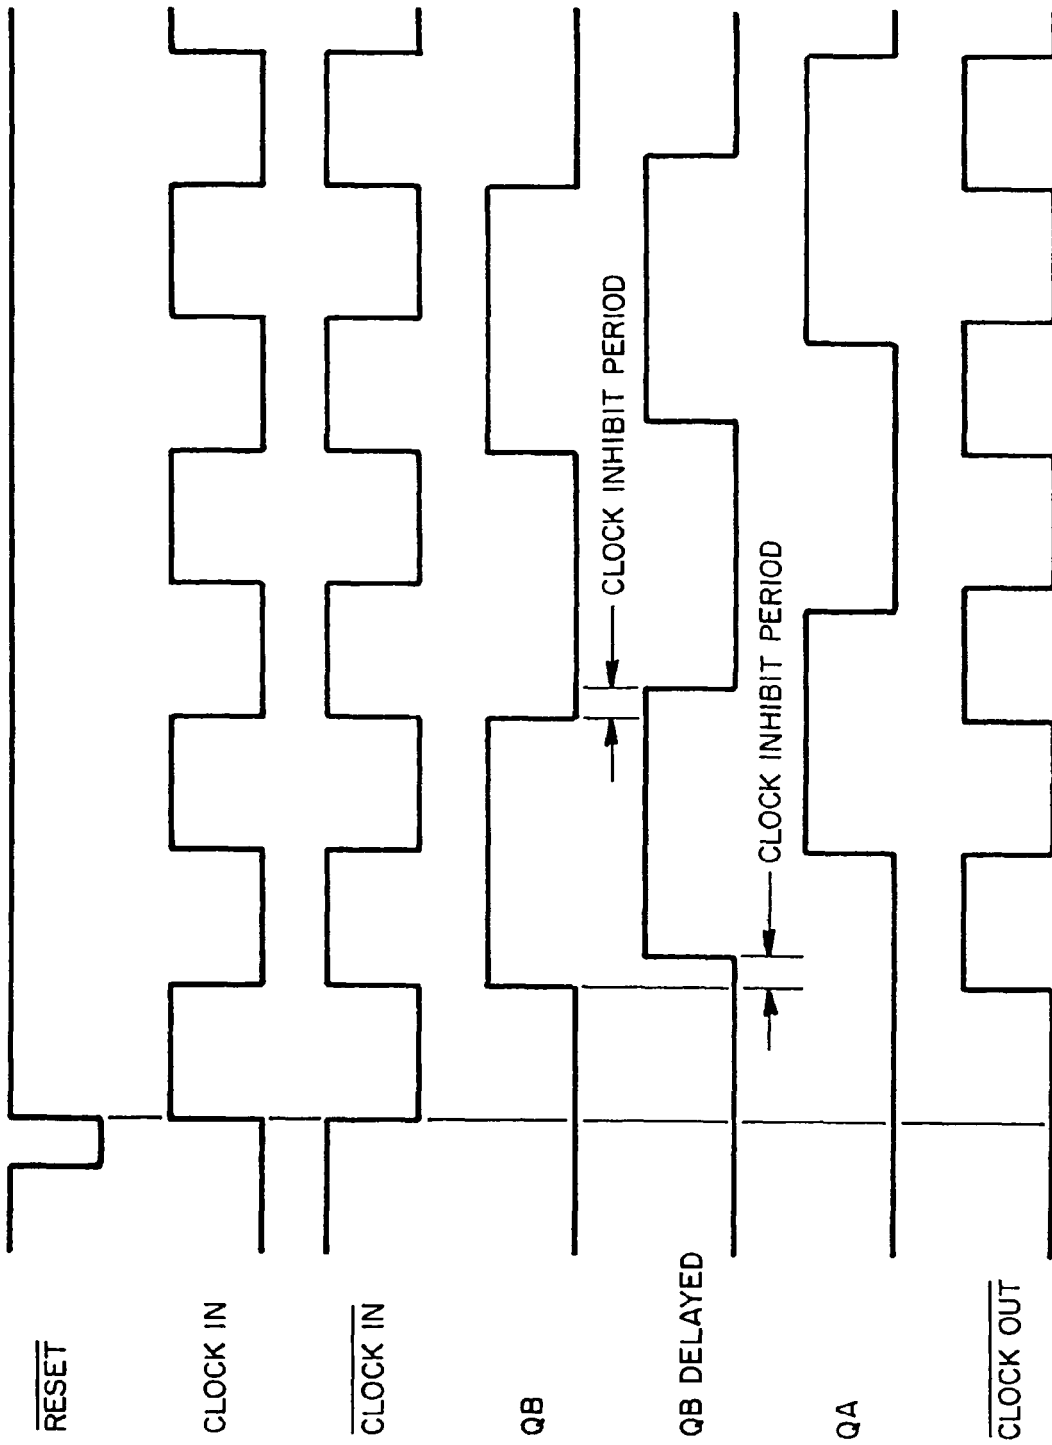 RESET
CLOCK IN
CLOCK IN
QB
CLOCK INHIBIT PERIOD
QB DELAYED
CLOCK INHIBIT PERIOD
QA
CLOCK OUT